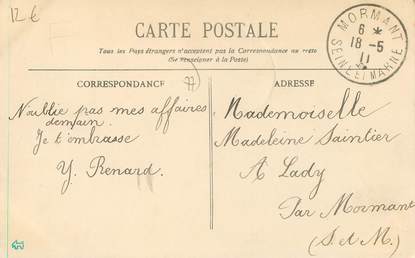 12 €
CARTE POSTALE
Tous les Pays étrangers n'acceptent pas la Correspondance au recto
(Se renseigner à la Poste)
MORMANT
6 *
18 -5
11
SEINE ET MARNE
CORRESPONDANCE
77
ADRESSE
N'oublie pas mes affaires
demain.
Je t'embrasse
Y. Renard.
Mademoiselle
Madeleine Saintier
A Lady
Par Mormant
(S. et M.)